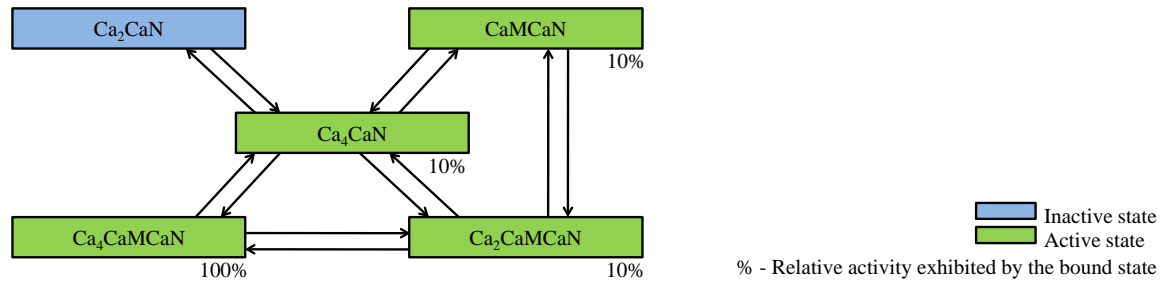 Ca₂CaN
CaMCaN
10%
Ca₄CaN
10%
Ca₄CaMCaN
Ca₂CaMCaN
100%
10%
Inactive state
Active state
% - Relative activity exhibited by the bound state